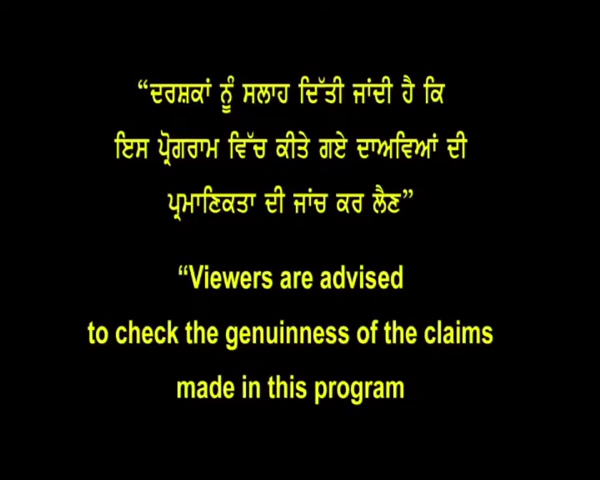 “ਦਰਸ਼ਕਾਂ ਨੂੰ ਸਲਾਹ ਦਿੱਤੀ ਜਾਂਦੀ ਹੈ ਕਿ
ਇਸ ਪ੍ਰੋਗਰਾਮ ਵਿੱਚ ਕੀਤੇ ਗਏ ਦਾਅਵਿਆਂ ਦੀ
ਪ੍ਰਮਾਣਿਕਤਾ ਦੀ ਜਾਂਚ ਕਰ ਲੈਣ”
“Viewers are advised
to check the genuinness of the claims
made in this program